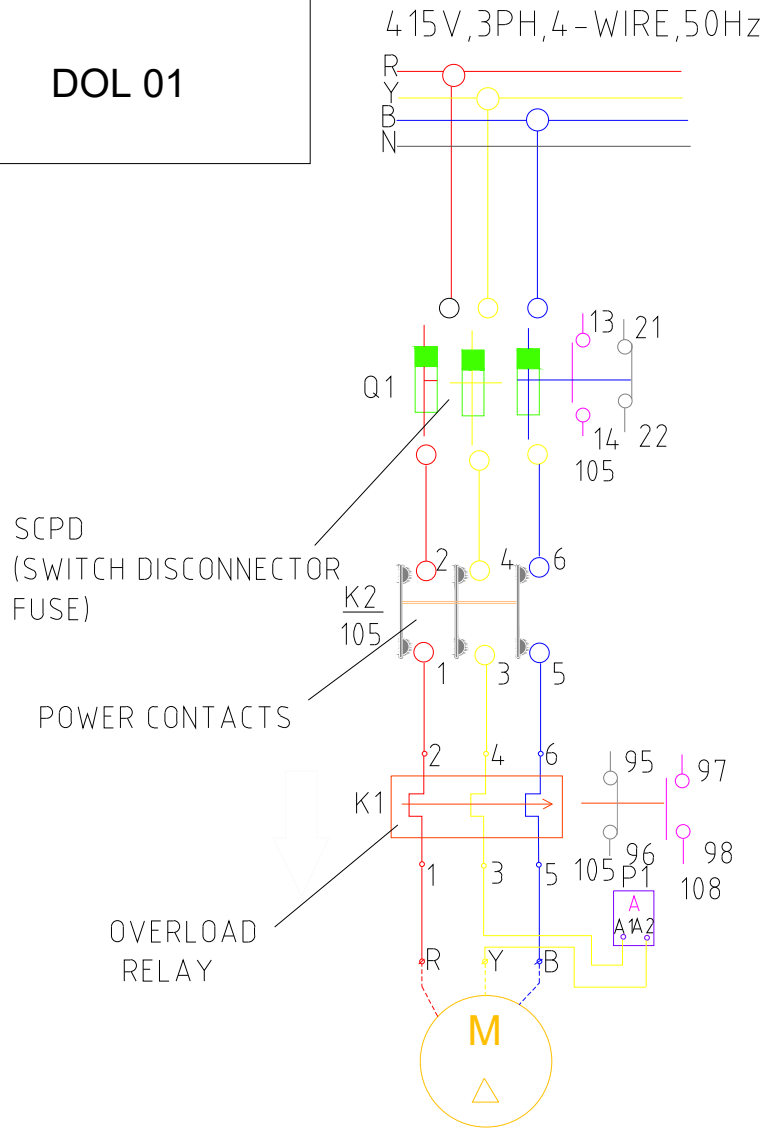 415V,3PH,4-WIRE,50Hz
DOL 01
R
Y
B
N
13
21
Q1
14
22
105
SCPD
(SWITCH DISCONNECTOR
FUSE)
2
4
6
K2
105
1
3
5
POWER CONTACTS
2
4
6
95
97
K1
96
98
105
108
1
3
5
P1
A
A1
A2
OVERLOAD
RELAY
R
Y
B
M